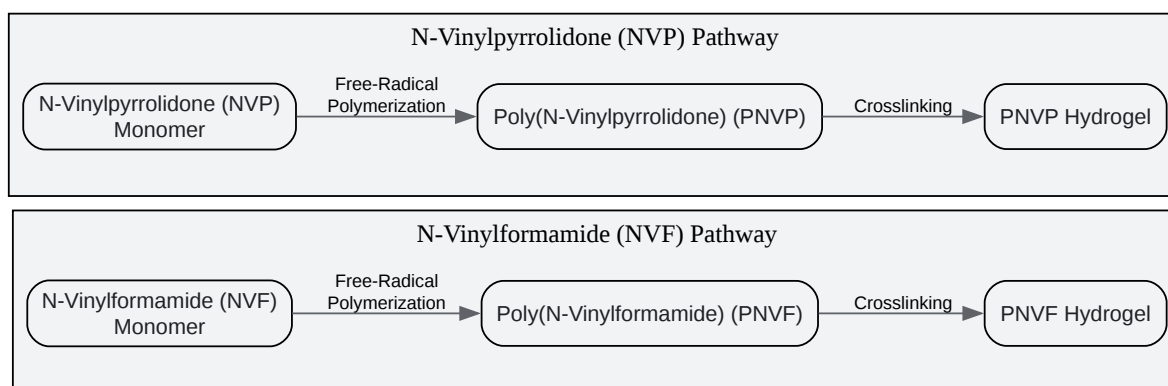 N-Vinylpyrrolidone (NVP) Pathway
N-Vinylpyrrolidone (NVP)
Monomer
Free-Radical
Polymerization
Poly(N-Vinylpyrrolidone) (PNVP)
Crosslinking
PNVP Hydrogel
N-Vinylformamide (NVF) Pathway
N-Vinylformamide (NVF)
Monomer
Free-Radical
Polymerization
Poly(N-Vinylformamide) (PNVF)
Crosslinking
PNVF Hydrogel